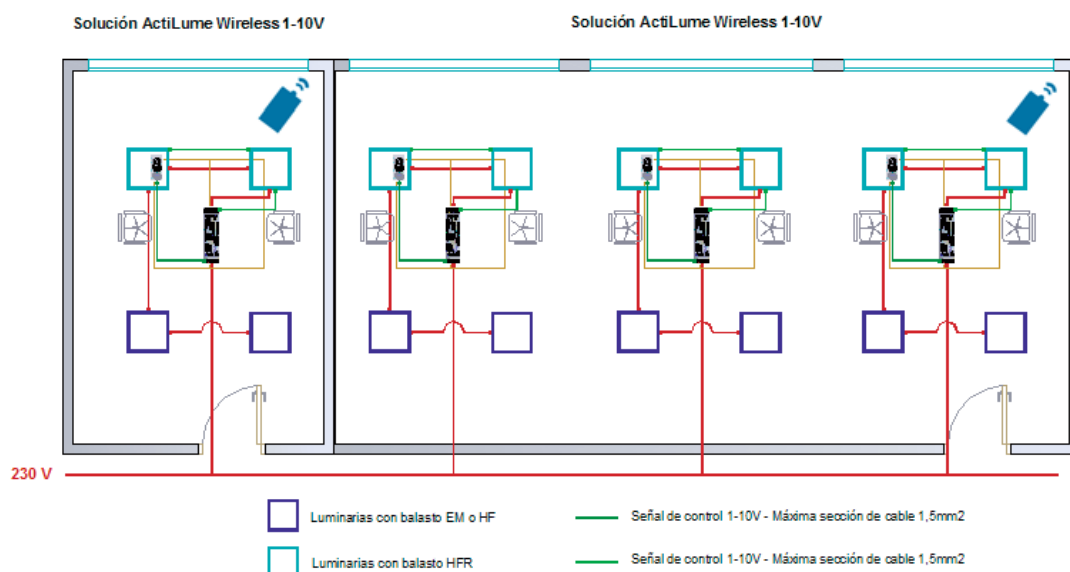 Solución ActiLume Wireless 1-10V
Solución ActiLume Wireless 1-10V
230 V
Luminarias con balasto EM o HF
Señal de control 1-10V - Máxima sección de cable 1,5mm2
Luminarias con balasto HFR
Señal de control 1-10V - Máxima sección de cable 1,5mm2